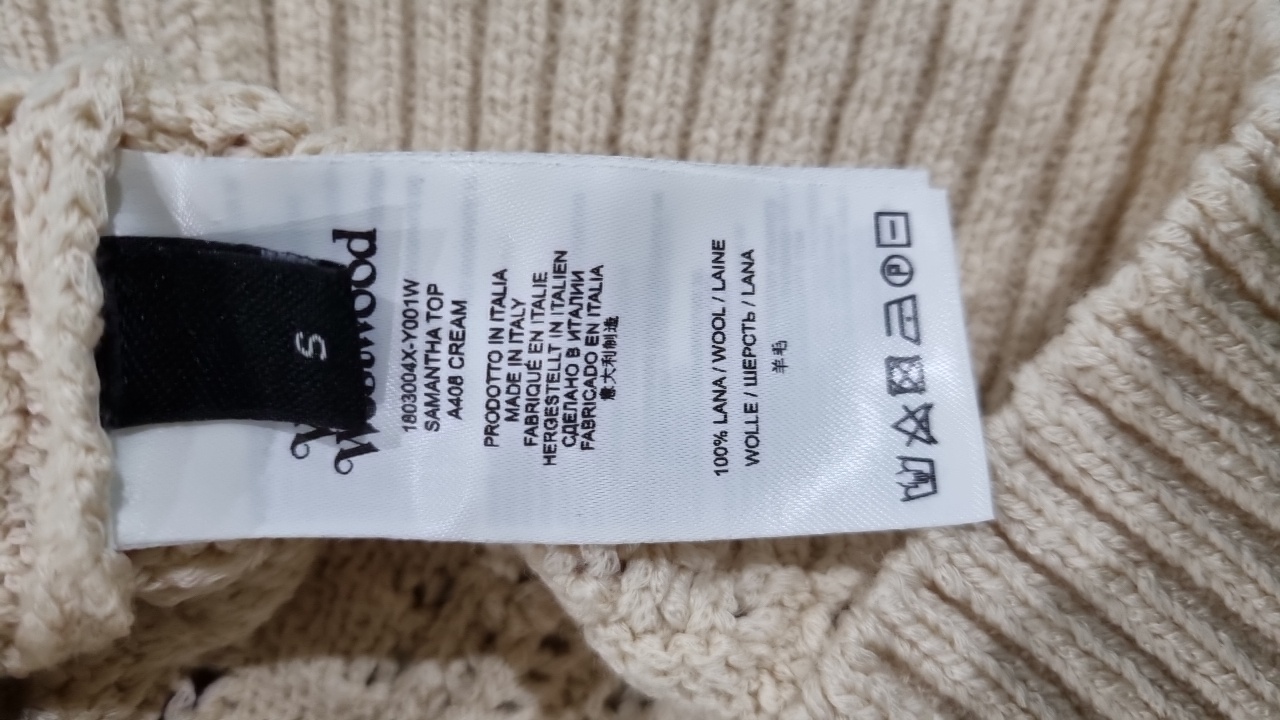 Westwood
S
1803004X-Y001W
SAMANTHA TOP
A408 CREAM
PRODOTTO IN ITALIA
MADE IN ITALY
FABRIQUÉ EN ITALIE
HERGESTELLT IN ITALIEN
СДЕЛАНО В ИТАЛИИ
FABRICADO EN ITALIA
意大利制造
100% LANA / WOOL / LAINE
WOLLE / ШЕРСТЬ / LANA
羊毛
P